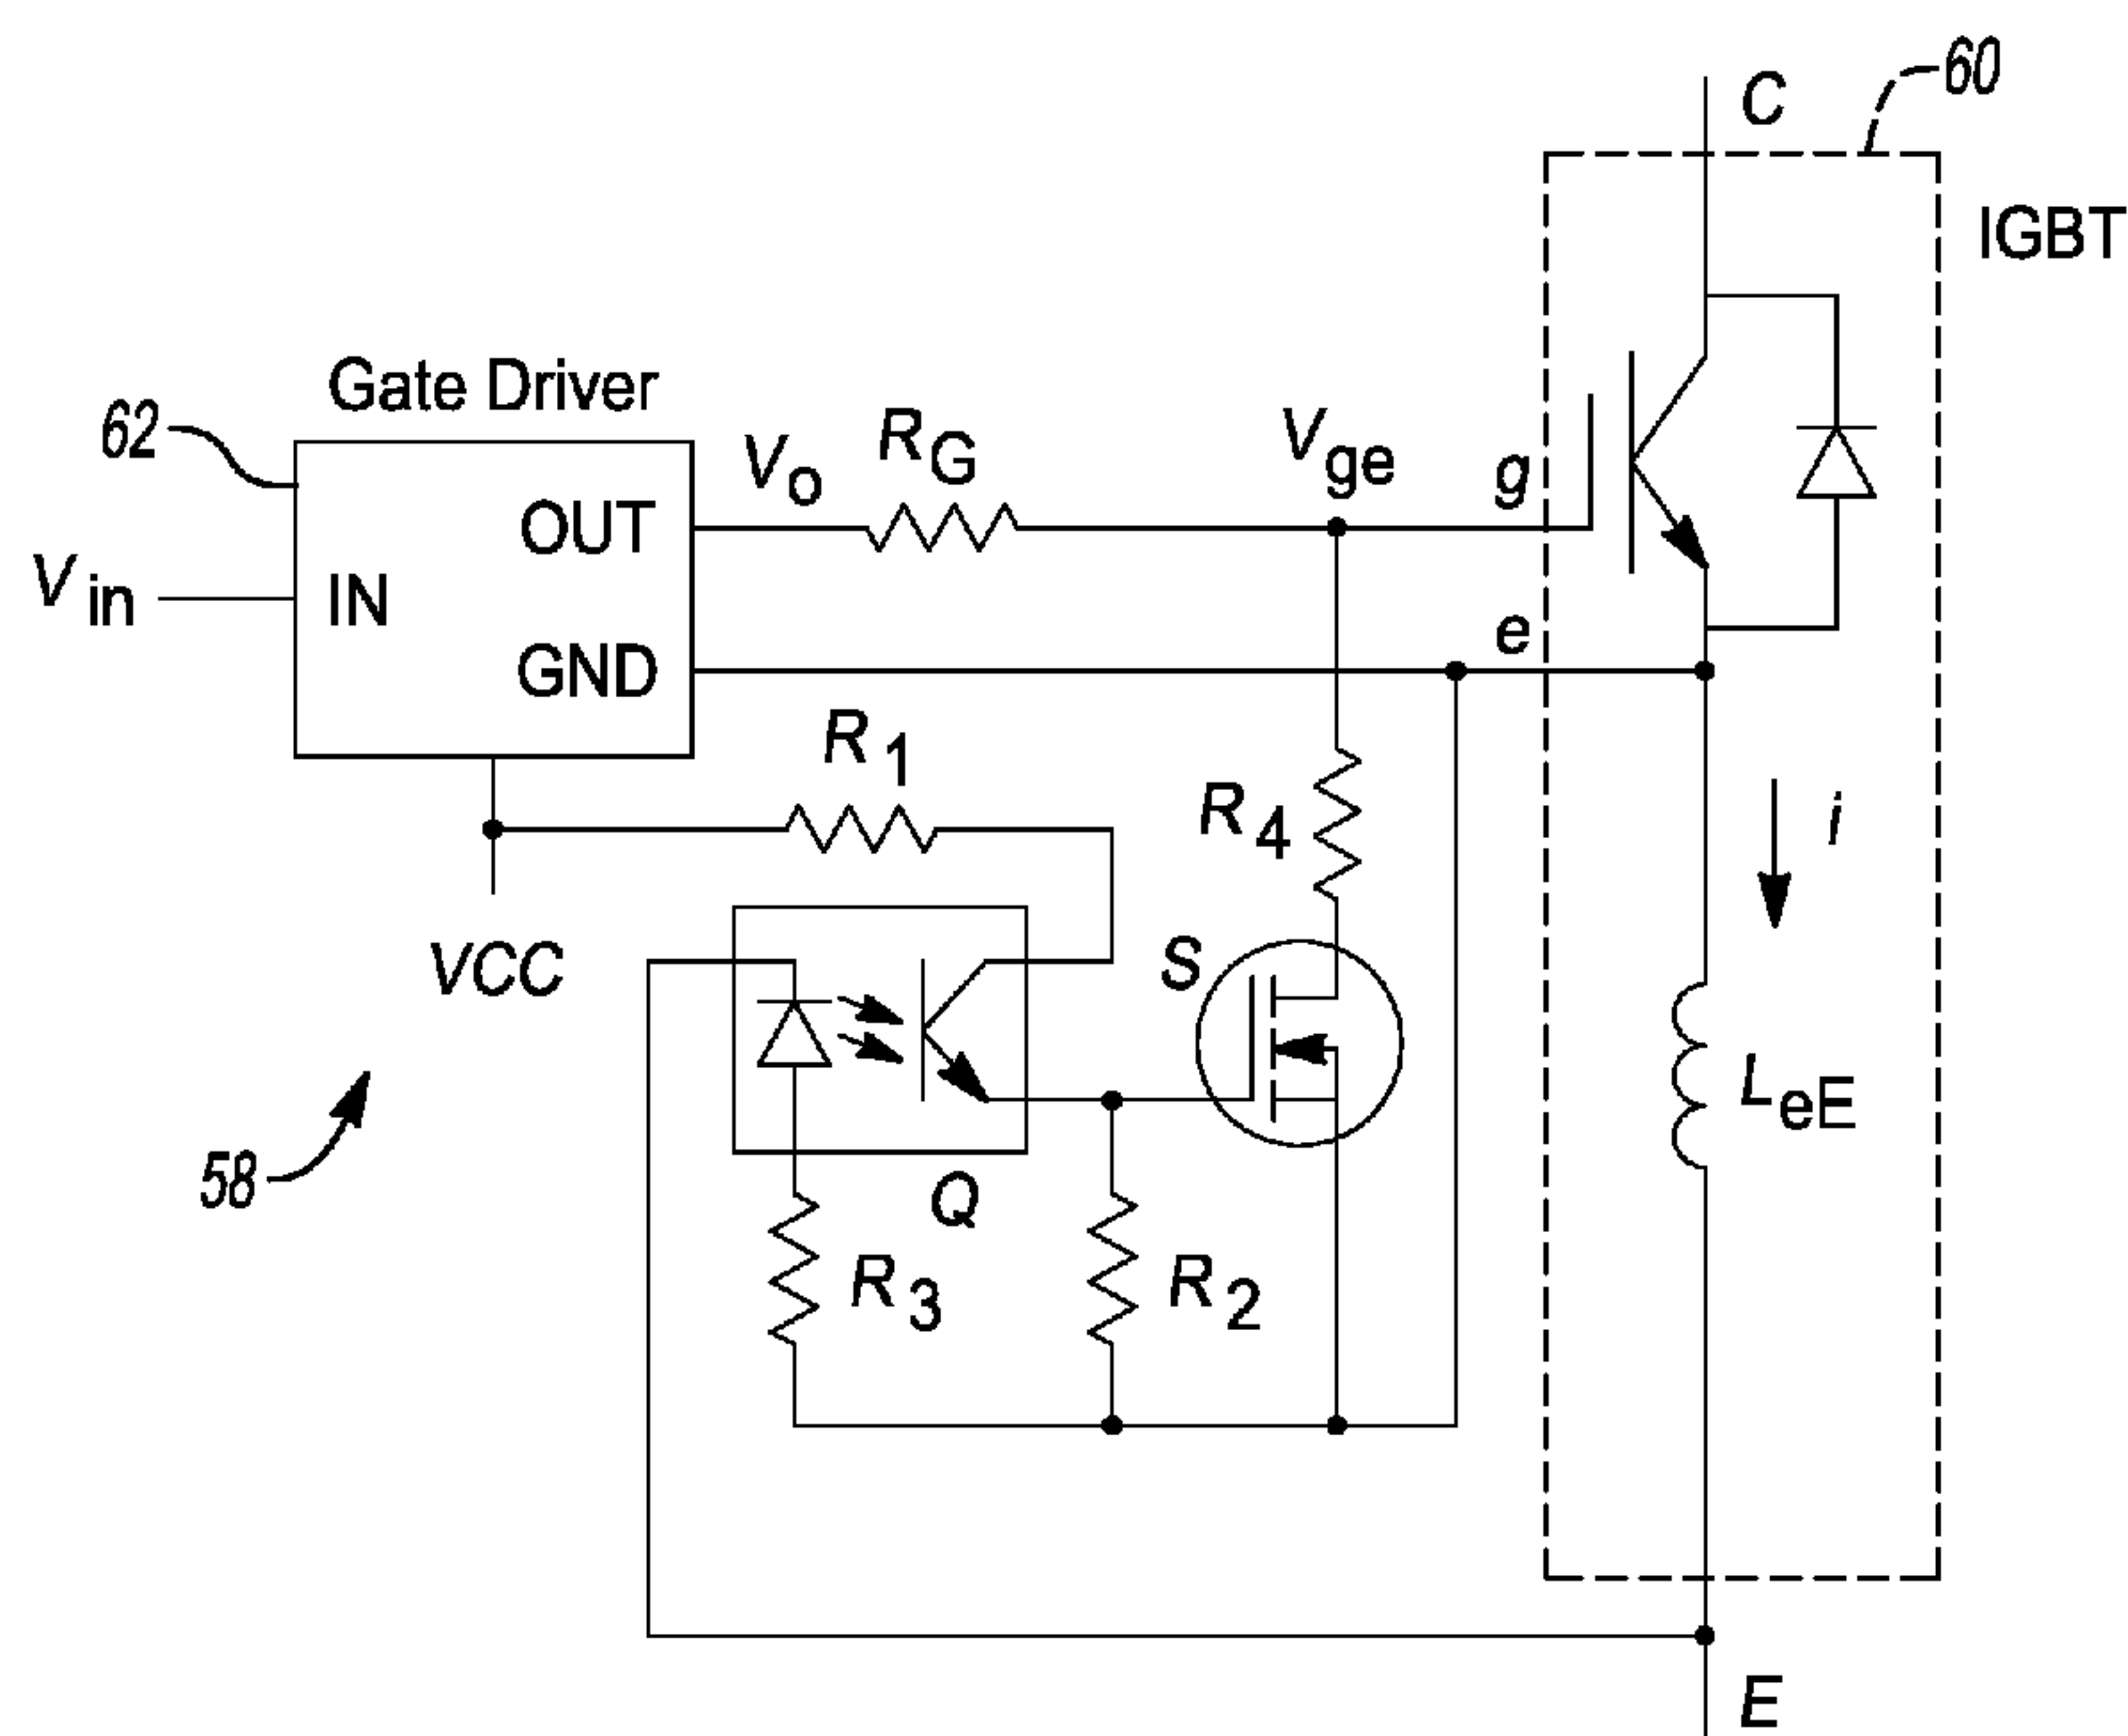 60
C
IGBT
Gate Driver
62
Vo
RG
Vge
g
OUT
Vin
IN
e
GND
R1
R4
i
VCC
S
LeE
58
Q
R3
R2
E